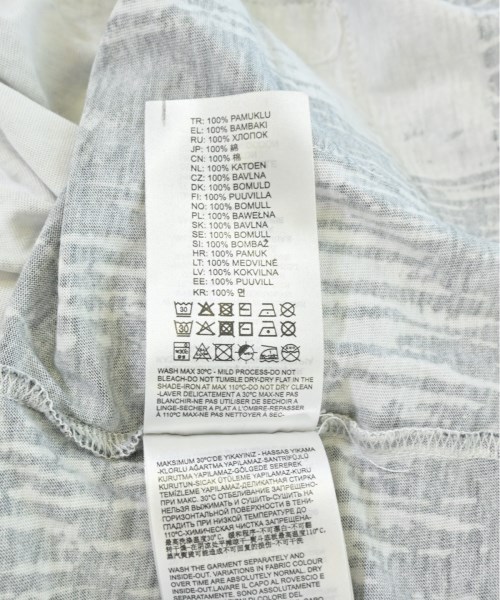 TR: 100% PAMUKLU
EL: 100% BAMBAKI
RU: 100% ХЛОПОК
JP: 100% 綿
CN: 100% 棉
NL: 100% KATOEN
CZ: 100% BAVLNA
DK: 100% BOMULD
FI: 100% PUUVILLA
NO: 100% BOMULL
PL: 100% BAWEŁNA
SK: 100% BAVLNA
SE: 100% BOMULL
SI: 100% BOMBAŽ
HR: 100% PAMUK
LT: 100% MEDVILNĖ
LV: 100% KOKVILNA
EE: 100% PUUVILL
KR: 100% 면
30
30
WASH MAX 30°C - MILD PROCESS-DO NOT
BLEACH-DO NOT TUMBLE DRY-DRY FLAT IN THE
SHADE-IRON AT MAX 110°C-DO NOT DRY CLEAN
-LAVER DELICATEMENT A 30°C MAX-NE PAS
BLANCHIR-NE PAS UTILISER DE SECHOIR A
LINGE-SECHER A PLAT A L'OMBRE-REPASSER
À 110°C MAX-NE PAS NETTOYER A SEC-
MAKSIMUM 30°C'DE YIKAYINIZ - HASSAS YIKAMA
-KLORLU AĞARTMA YAPILAMAZ-SANTRİFÜJLÜ
KURUTMA YAPILAMAZ-GÖLGEDE SEREREK
KURUTUN-SICAK ÜTÜLEME YAPILAMAZ-KURU
TEMİZLEME YAPILAMAZ-ДЕЛИКАТНАЯ СТИРКА
ПРИ МАКС. 30°C ОТБЕЛИВАНИЕ ЗАПРЕЩЕНО-
НЕЛЬЗЯ ВЫЖИМАТЬ И СУШИТЬ-СУШИТЬ НА
ГОРИЗОНТАЛЬНОЙ ПОВЕРХНОСТИ В ТЕНИ-
ГЛАДИТЬ ПРИ НИЗКОЙ ТЕМПЕРАТУРЕ ДО
110°C-ХИМИЧЕСКАЯ ЧИСТКА ЗАПРЕЩЕНА-
WASH THE GARMENT SEPARATELY AND
INSIDE-OUT. VARIATIONS IN FABRIC COLOUR
OVER TIME ARE ABSOLUTELY NORMAL. DRY
INSIDE-OUT. LAVARE IL CAPO AL ROVESCIO E